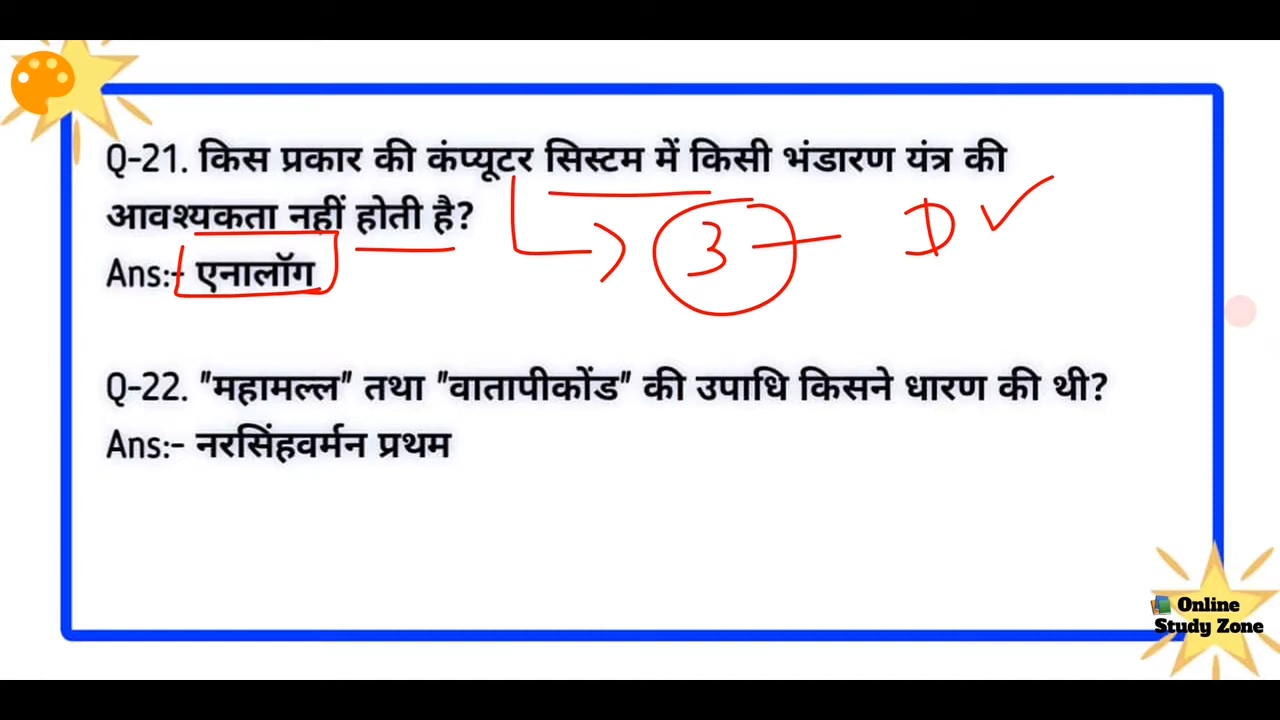 Q-21. किस प्रकार की कंप्यूटर सिस्टम में किसी भंडारण यंत्र की
आवश्यकता नहीं होती है?
3 D
Ans:- एनालॉग
Q-22. "महामल्ल" तथा "वातापीकोंड" की उपाधि किसने धारण की थी?
Ans:- नरसिंहवर्मन प्रथम
Online
Study Zone